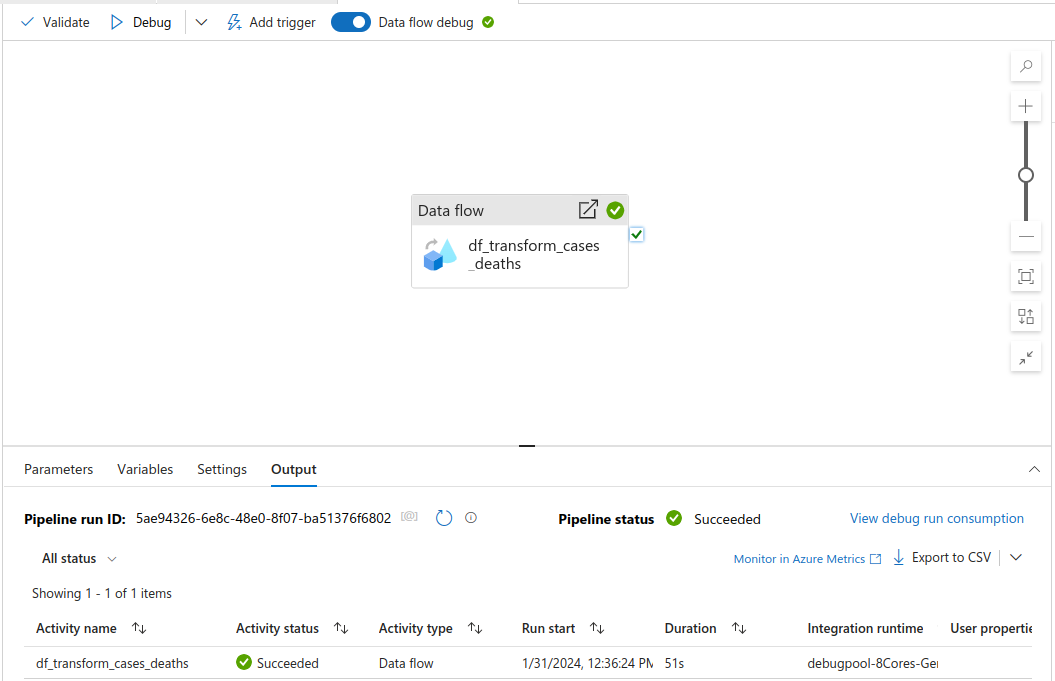 Validate Debug Add trigger Data flow debug
Data flow
df_transform_cases
_deaths
Parameters Variables Settings Output
Pipeline run ID: 5ae94326-6e8c-48e0-8f07-ba51376f6802 [@] Pipeline status Succeeded View debug run consumption
All status Monitor in Azure Metrics Export to CSV
Showing 1 - 1 of 1 items
Activity name Activity status Activity type Run start Duration Integration runtime User propertie
df_transform_cases_deaths Succeeded Data flow 1/31/2024, 12:36:24 PM 51s debugpool-8Cores-Ger